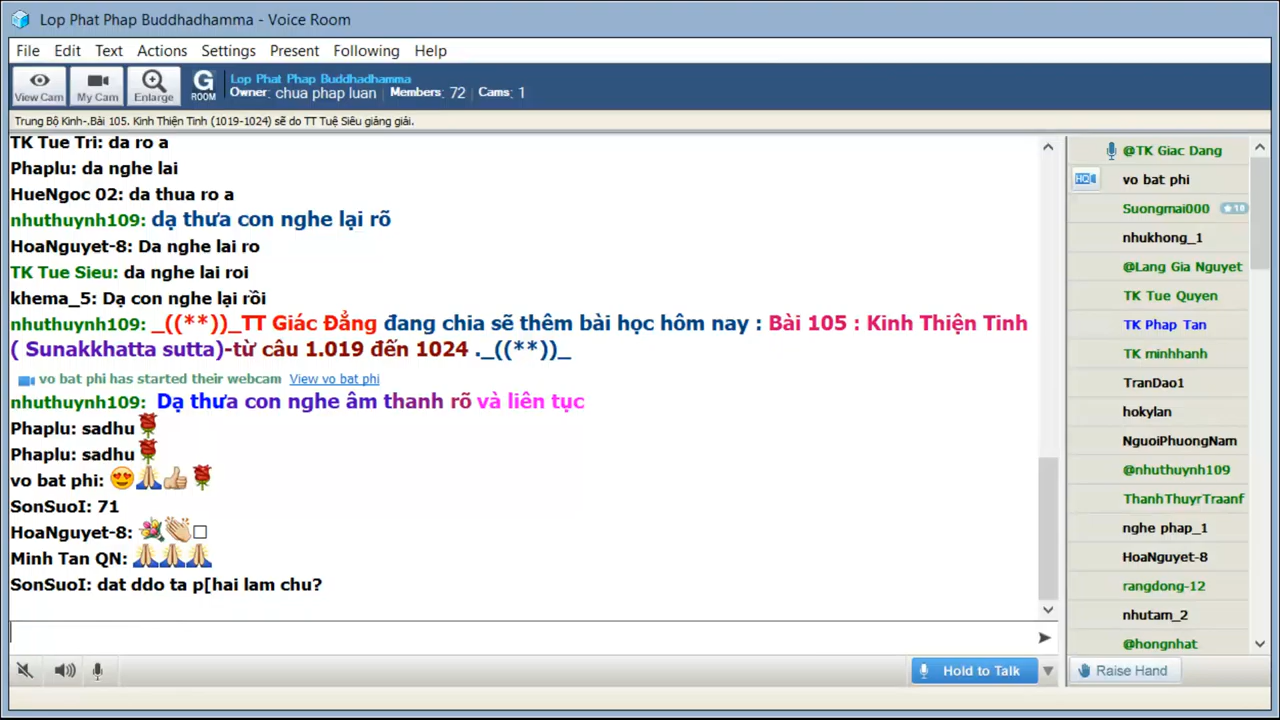 Lop Phat Phap Buddhadhamma - Voice Room
File Edit Text Actions Settings Present Following Help
View Cam My Cam Enlarge G ROOM Lop Phat Phap Buddhadhamma
Owner: chua phap luan Members: 72 Cams: 1
Trung Bộ Kinh-.Bài 105. Kinh Thiện Tinh (1019-1024) sẽ do TT Tuệ Siêu giảng giải.
TK Tue Tri: da ro a
Phaplu: da nghe lai
HueNgoc 02: da thua ro a
nhuthuynh109: dạ thưa con nghe lại rõ
HoaNguyet-8: Da nghe lai ro
TK Tue Sieu: da nghe lai roi
khema_5: Dạ con nghe lại rồi
nhuthuynh109: _((**))_TT Giác Đẳng đang chia sẽ thêm bài học hôm nay : Bài 105 : Kinh Thiện Tinh
( Sunakkhatta sutta)-từ câu 1.019 đến 1024 ._((**))_
vo bat phi has started their webcam View vo bat phi
nhuthuynh109: Dạ thưa con nghe âm thanh rõ và liên tục
Phaplu: sadhu
Phaplu: sadhu
vo bat phi:
SonSuoI: 71
HoaNguyet-8:
Minh Tan QN:
SonSuoI: dat ddo ta p[hai lam chu?
@TK Giac Dang
HQ vo bat phi
Suongmai000 ★10
nhukhong_1
@Lang Gia Nguyet
TK Tue Quyen
TK Phap Tan
TK minhhanh
TranDao1
hokylan
NguoiPhuongNam
@nhuthuynh109
ThanhThuyrTraanf
nghe phap_1
HoaNguyet-8
rangdong-12
nhutam_2
@hongnhat
Hold to Talk
Raise Hand